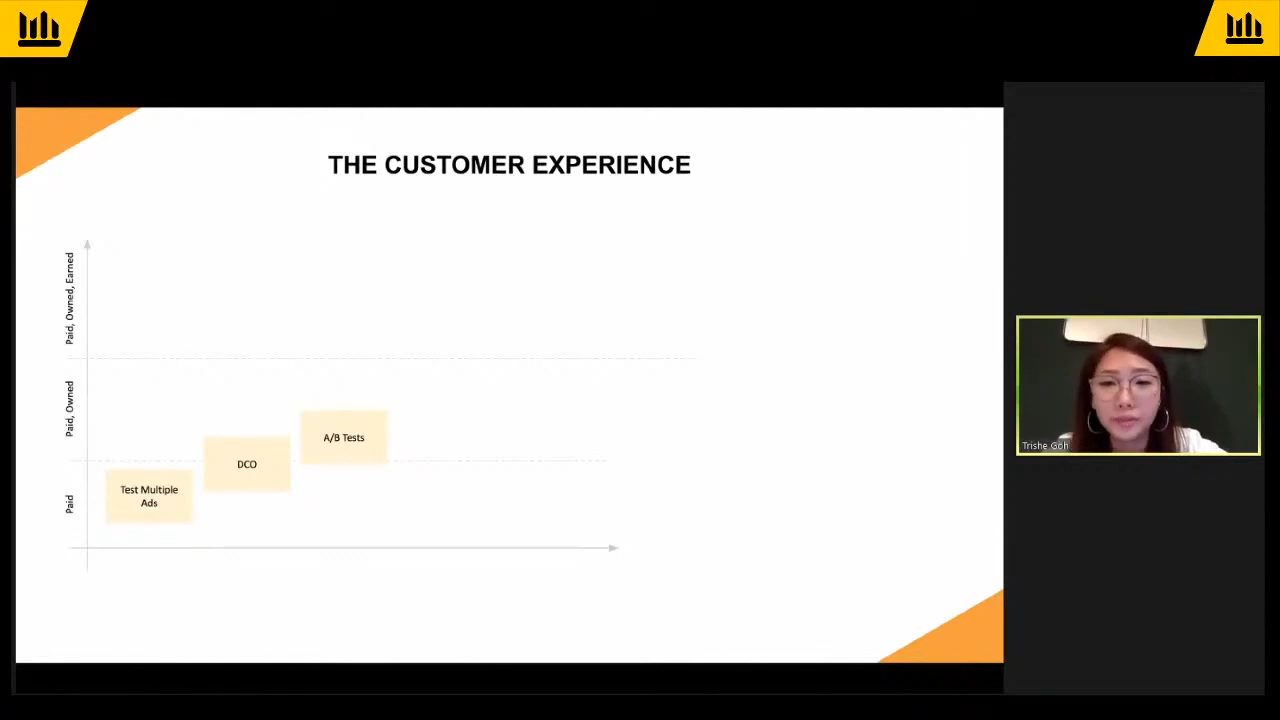 THE CUSTOMER EXPERIENCE
Paid, Owned, Earned
Paid, Owned
Paid
A/B Tests
DCO
Test Multiple
Ads
Trishe Goh